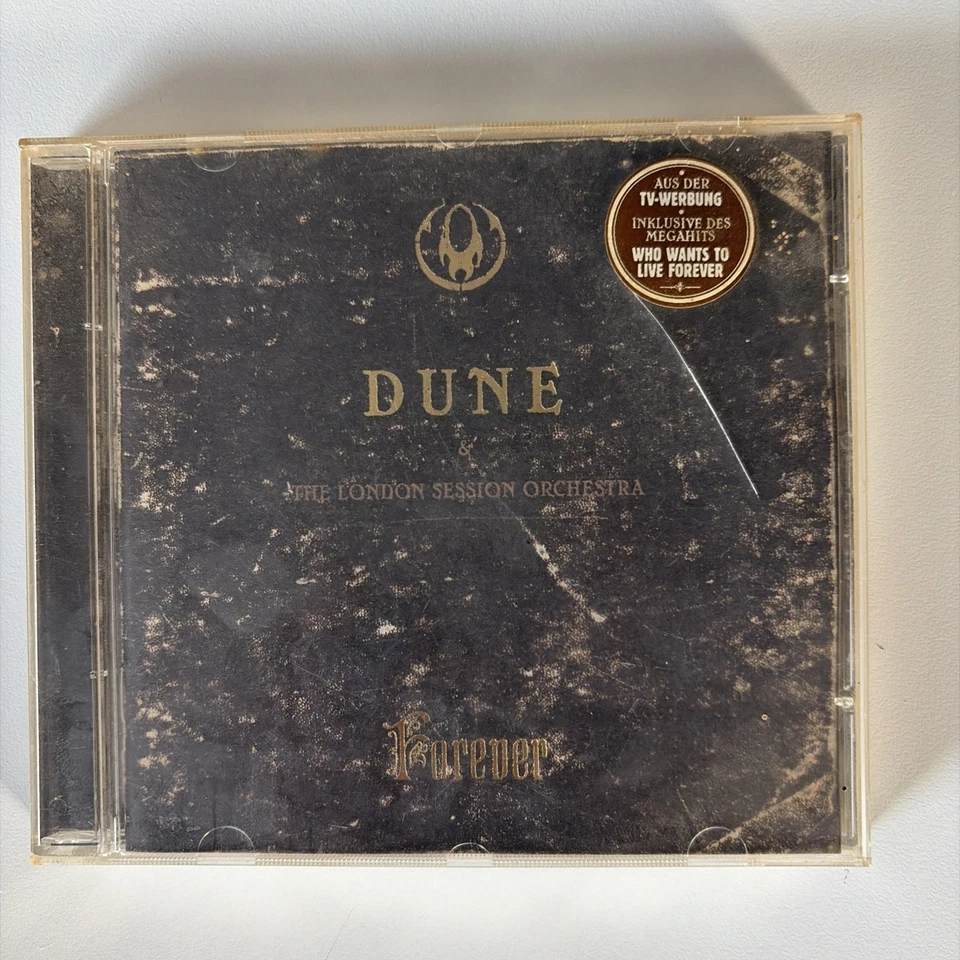 AUS DER
TV-WERBUNG
INKLUSIVE DES
MEGAHITS
WHO WANTS TO
LIVE FOREVER
DUNE
&
THE LONDON SESSION ORCHESTRA
Forever